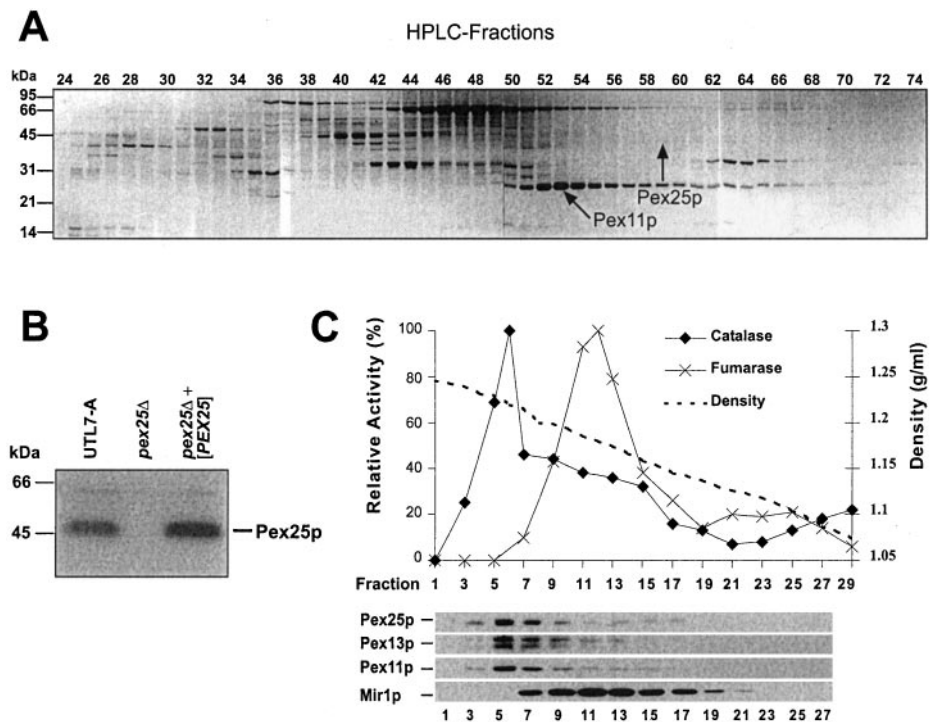 A
HPLC-Fractions
kDa 24 26 28 30 32 34 36 38 40 42 44 46 48 50 52 54 56 58 60 62 64 66 68 70 72 74
95
66
45
31
21
14
Pex25p
Pex11p
B
UTL7-A
pex25Δ
pex25Δ +
[PEX25]
kDa
66
45
Pex25p
C
Relative Activity (%)
100
80
60
40
20
0
Catalase
Fumarase
Density
1.3
1.25
1.2
1.15
1.1
1.05
Density (g/ml)
Fraction 1 3 5 7 9 11 13 15 17 19 21 23 25 27 29
Pex25p
Pex13p
Pex11p
Mir1p
1 3 5 7 9 11 13 15 17 19 21 23 25 27